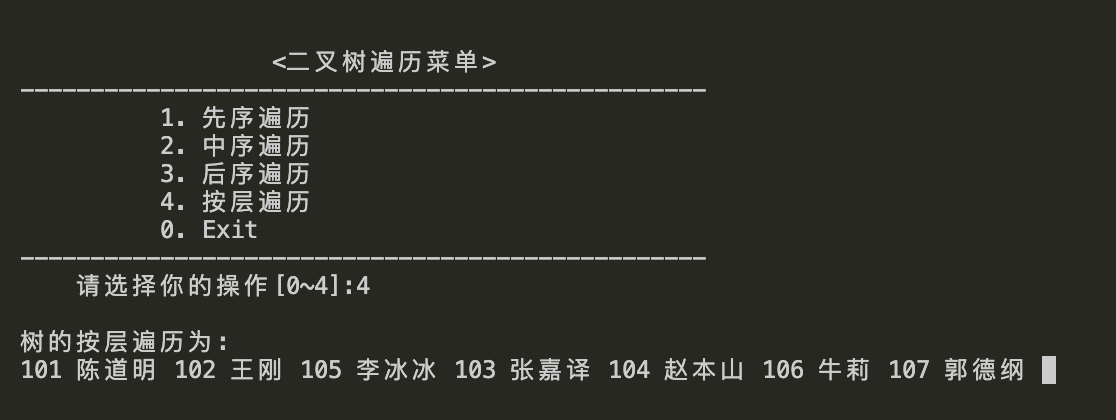 <二叉树遍历菜单>
-------------------------------------------------
1. 先序遍历
2. 中序遍历
3. 后序遍历
4. 按层遍历
0. Exit
-------------------------------------------------
请选择你的操作[0~4]:4
树的按层遍历为:
101 陈道明 102 王刚 105 李冰冰 103 张嘉译 104 赵本山 106 牛莉 107 郭德纲